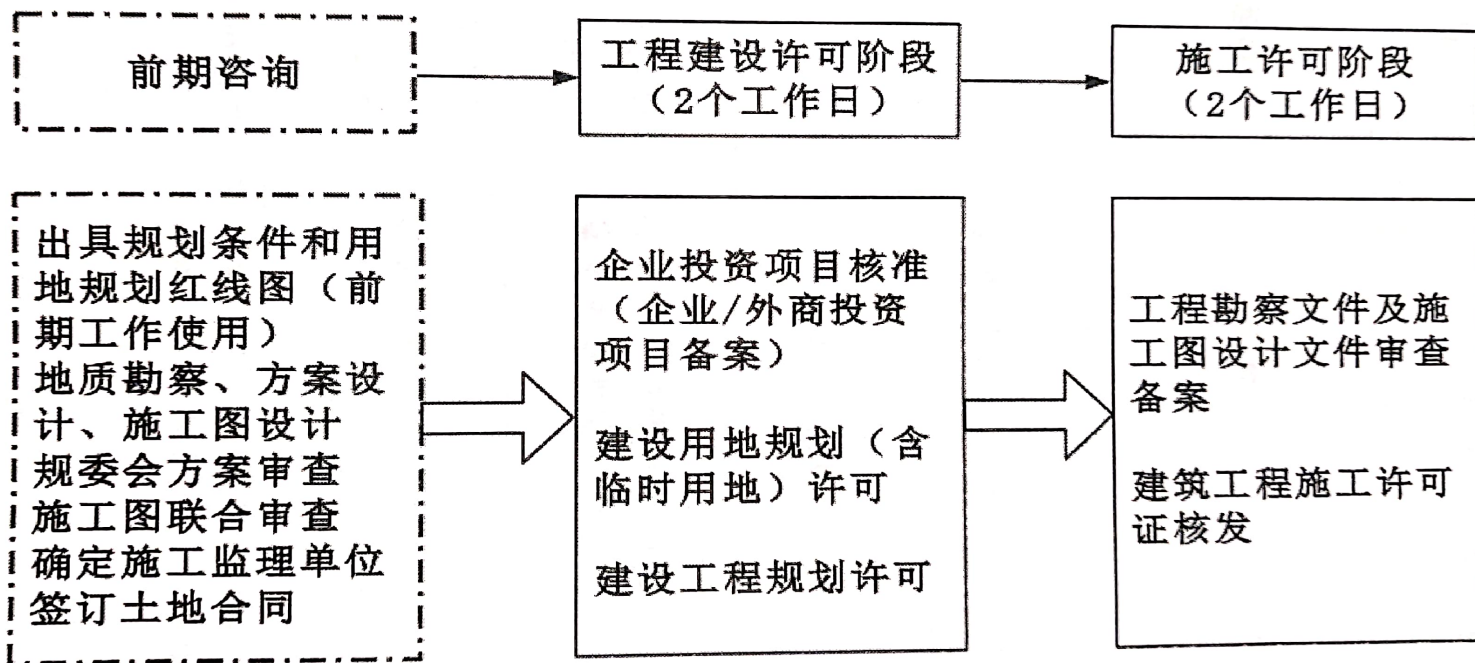 前期咨询
工程建设许可阶段
（2个工作日）
施工许可阶段
（2个工作日）
出具规划条件和用
地规划红线图（前
期工作使用）
地质勘察、方案设
计、施工图设计
规委会方案审查
施工图联合审查
确定施工监理单位
签订土地合同
企业投资项目核准
（企业/外商投资
项目备案）
建设用地规划（含
临时用地）许可
建设工程规划许可
工程勘察文件及施
工图设计文件审查
备案
建筑工程施工许可
证核发